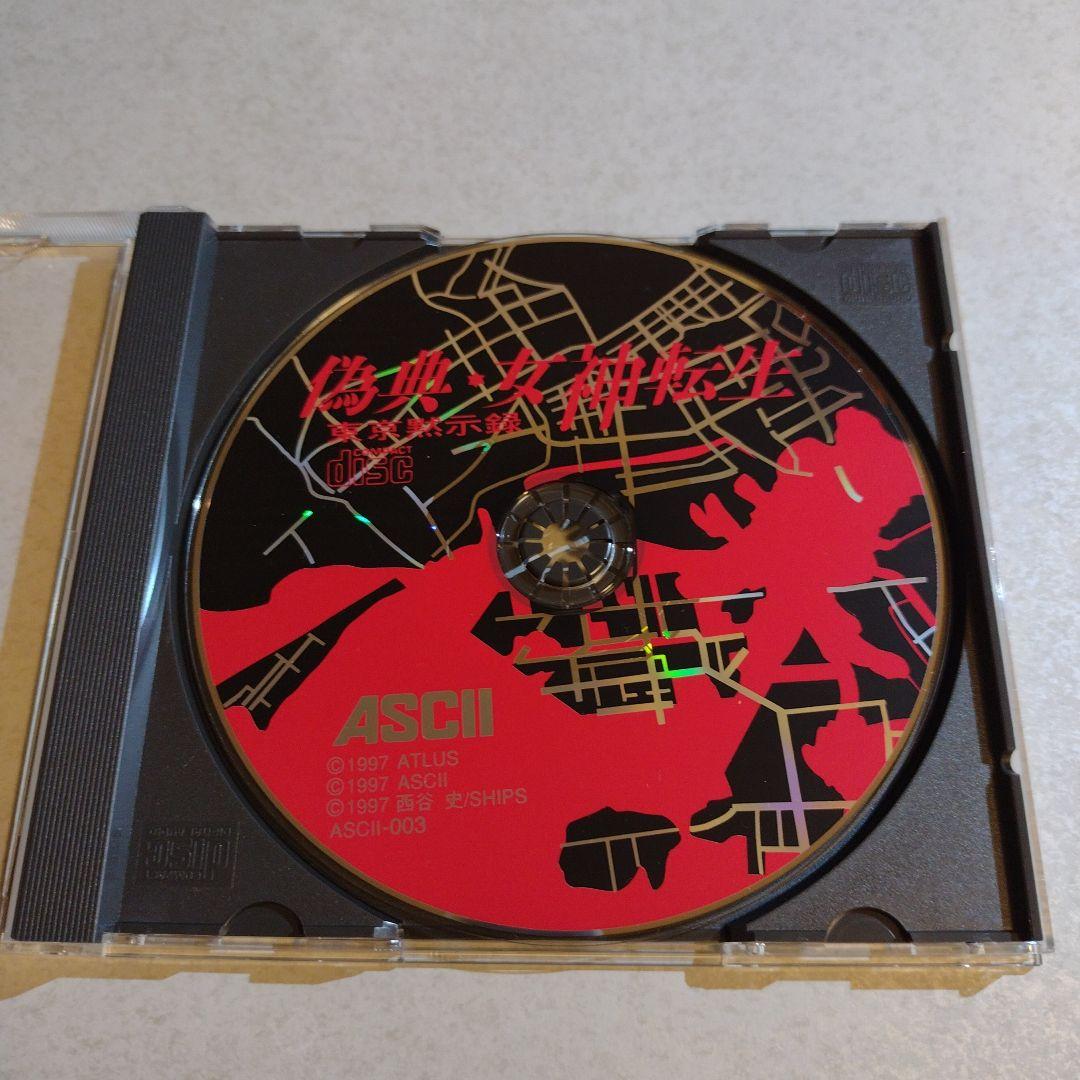 偽典・女神転生
東京黙示録
COMPACT
disc
ASCII
©1997 ATLUS
©1997 ASCII
©1997 西谷 史/SHIPS
ASCII-003